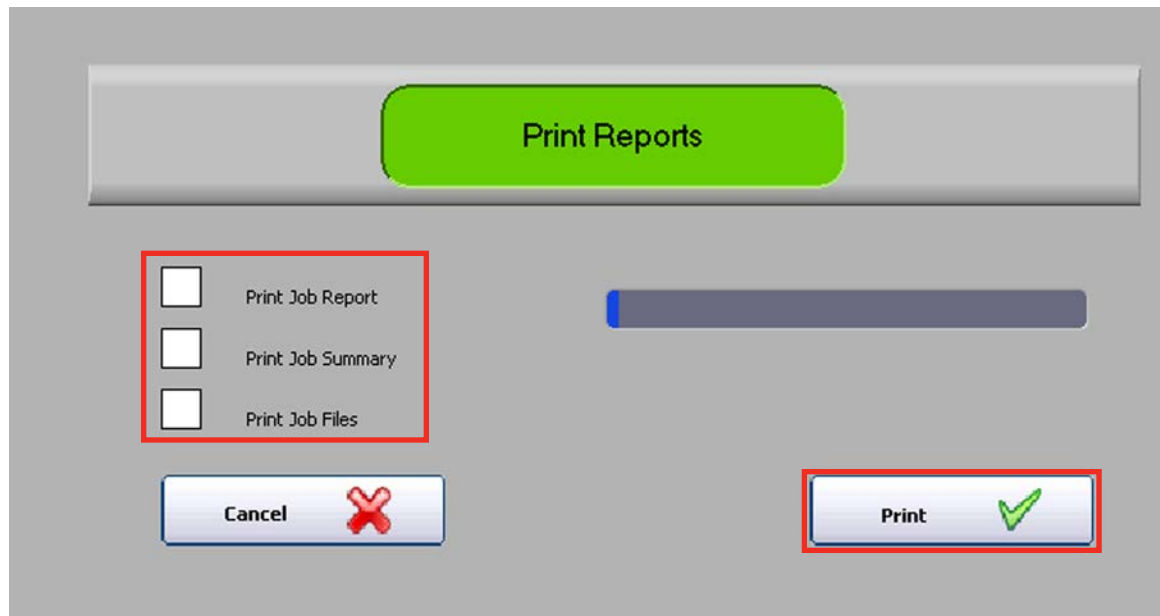 Print Reports
Print Job Report
Print Job Summary
Print Job Files
Cancel
Print